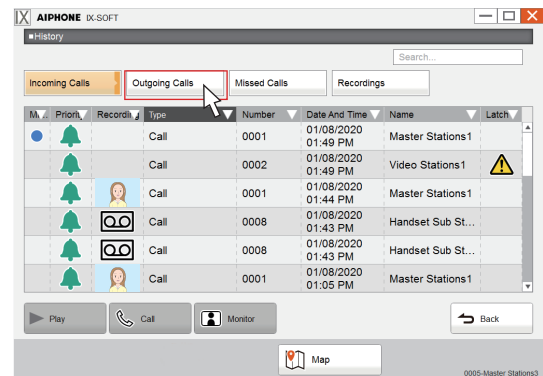 AIPHONE IX-SOFT
■History
Search...
Incoming Calls Outgoing Calls Missed Calls Recordings
Priority Recording Type Number Date And Time Name Latch
Call 0001 01/08/2020 01:49 PM Master Stations1
Call 0002 01/08/2020 01:49 PM Video Stations1
Call 0001 01/08/2020 01:44 PM Master Stations1
Call 0008 01/08/2020 01:43 PM Handset Sub St...
Call 0008 01/08/2020 01:43 PM Handset Sub St...
Call 0001 01/08/2020 01:05 PM Master Stations1
Play Call Monitor Back
Map
0005-Master Stations3